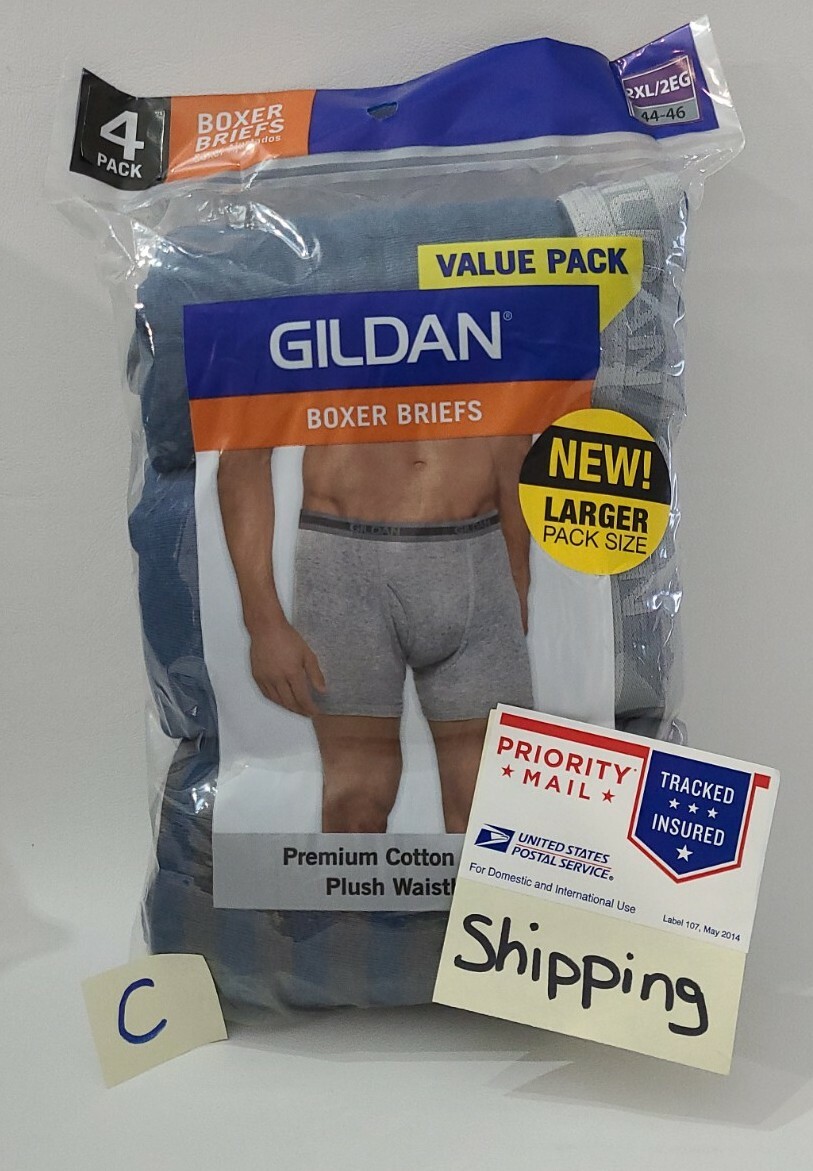 4
PACK
BOXER
BRIEFS
2XL/2EG
44-46
VALUE PACK
GILDAN®
BOXER BRIEFS
NEW!
LARGER
PACK SIZE
GILDAN
GILDAN
Premium Cotton
Plush
PRIORITY
★ MAIL ★
TRACKED
★ ★ ★
INSURED
★
UNITED STATES
POSTAL SERVICE®
For Domestic and International Use
Label 107, May 2014
Shipping
C